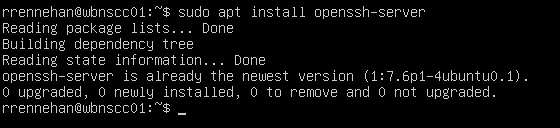 rrennehan@wbnscc01:~$ sudo apt install openssh-server
Reading package lists... Done
Building dependency tree
Reading state information... Done
openssh-server is already the newest version (1:7.6p1-4ubuntu0.1).
0 upgraded, 0 newly installed, 0 to remove and 0 not upgraded.
rrennehan@wbnscc01:~$ _